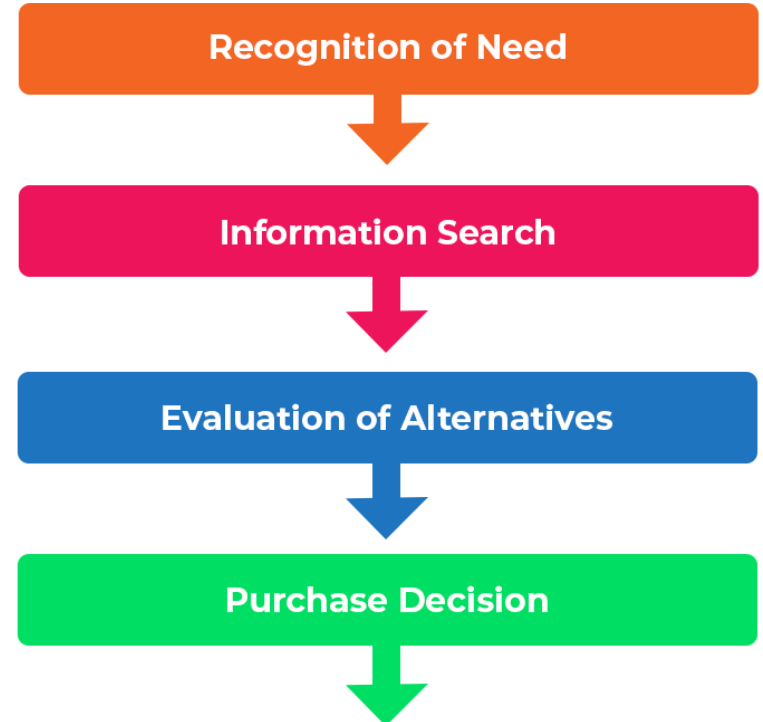 Recognition of Need
Information Search
Evaluation of Alternatives
Purchase Decision